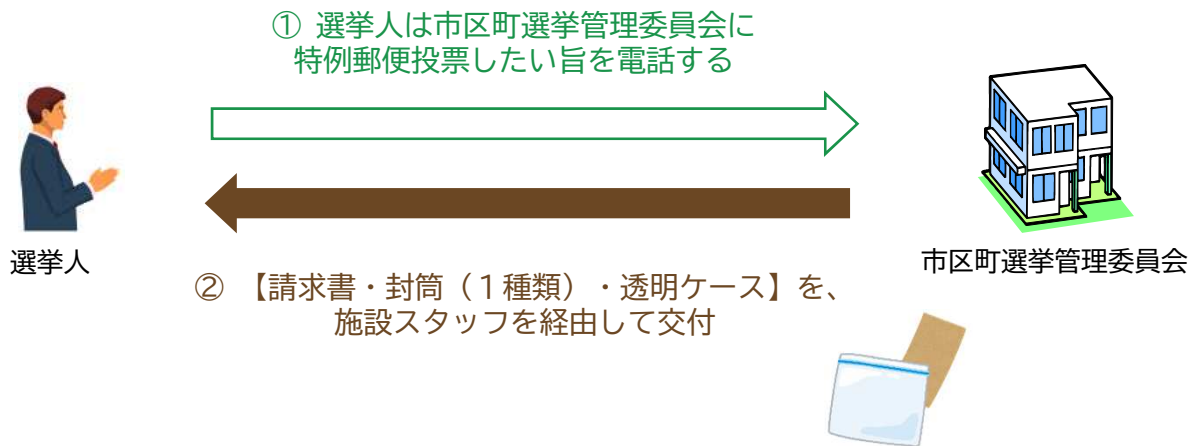 ① 選挙人は市区町選挙管理委員会に
特例郵便投票したい旨を電話する
選挙人
市区町選挙管理委員会
② 【請求書・封筒（１種類）・透明ケース】を、
施設スタッフを経由して交付